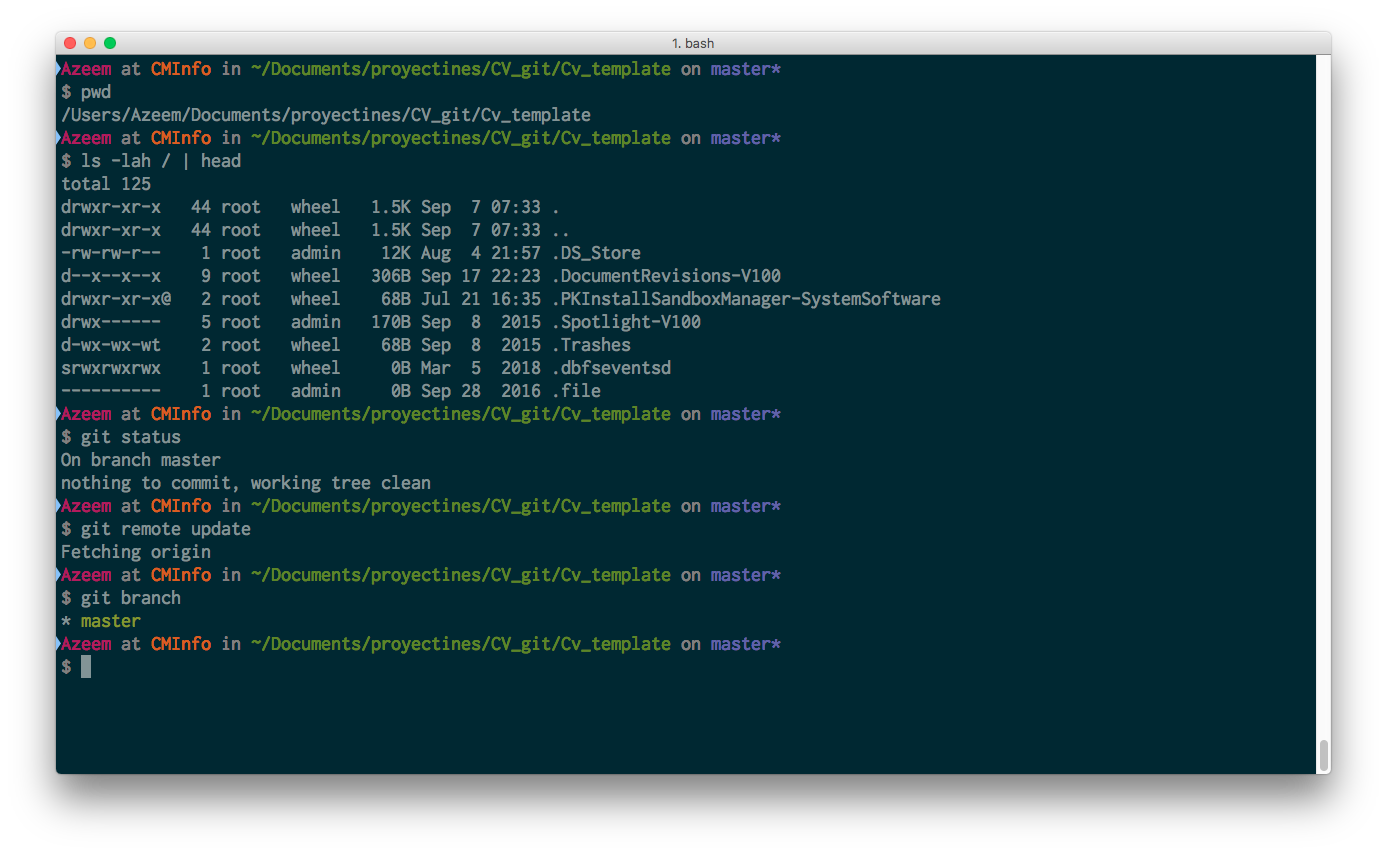 1. bash
Azeem at CMInfo in ~/Documents/proyectines/CV_git/Cv_template on master*
$ pwd
/Users/Azeem/Documents/proyectines/CV_git/Cv_template
Azeem at CMInfo in ~/Documents/proyectines/CV_git/Cv_template on master*
$ ls -lah / | head
total 125
drwxr-xr-x   44 root   wheel   1.5K Sep  7 07:33 .
drwxr-xr-x   44 root   wheel   1.5K Sep  7 07:33 ..
-rw-rw-r--    1 root   admin    12K Aug  4 21:57 .DS_Store
d--x--x--x    9 root   wheel   306B Sep 17 22:23 .DocumentRevisions-V100
drwxr-xr-x@   2 root   wheel    68B Jul 21 16:35 .PKInstallSandboxManager-SystemSoftware
drwx------    5 root   admin   170B Sep  8  2015 .Spotlight-V100
d-wx-wx-wt    2 root   wheel    68B Sep  8  2015 .Trashes
srwxrwxrwx    1 root   wheel     0B Mar  5  2018 .dbfseventsd
----------    1 root   admin     0B Sep 28  2016 .file
Azeem at CMInfo in ~/Documents/proyectines/CV_git/Cv_template on master*
$ git status
On branch master
nothing to commit, working tree clean
Azeem at CMInfo in ~/Documents/proyectines/CV_git/Cv_template on master*
$ git remote update
Fetching origin
Azeem at CMInfo in ~/Documents/proyectines/CV_git/Cv_template on master*
$ git branch
* master
Azeem at CMInfo in ~/Documents/proyectines/CV_git/Cv_template on master*
$